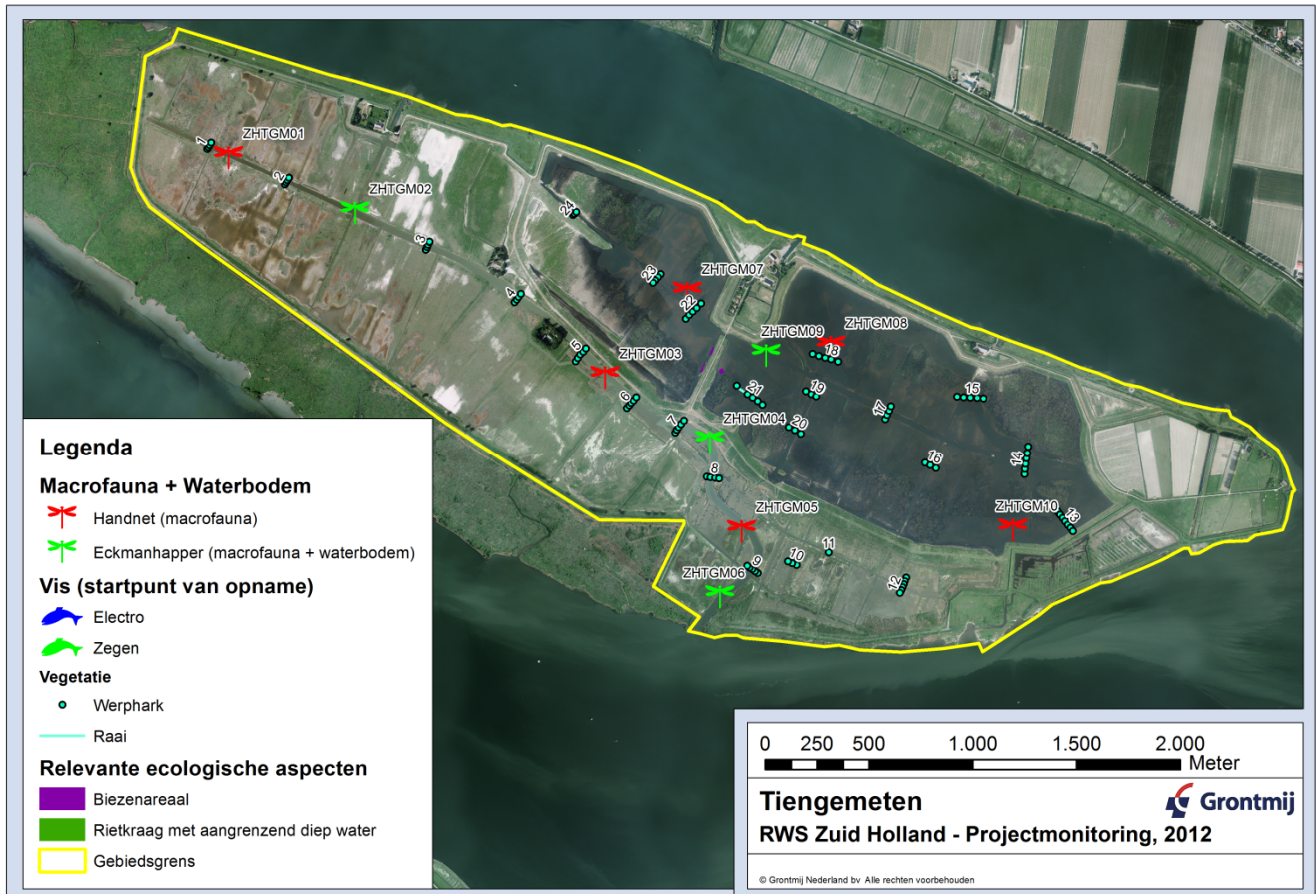 1
ZHTGM01
2
ZHTGM02
3
24
4
23
ZHTGM07
22
5
ZHTGM03
ZHTGM09
ZHTGM08
18
6
21
19
15
17
7
ZHTGM04
20
16
14
8
ZHTGM05
ZHTGM10
13
11
10
9
ZHTGM06
12
Legenda
Macrofauna + Waterbodem
Handnet (macrofauna)
Eckmanhapper (macrofauna + waterbodem)
Vis (startpunt van opname)
Electro
Zegen
Vegetatie
Werphark
Raai
Relevante ecologische aspecten
Biezenareaal
Rietkraag met aangrenzend diep water
Gebiedsgrens
0 250 500 1.000 1.500 2.000
Meter
Tiengemeten
Grontmij
RWS Zuid Holland - Projectmonitoring, 2012
© Grontmij Nederland bv Alle rechten voorbehouden